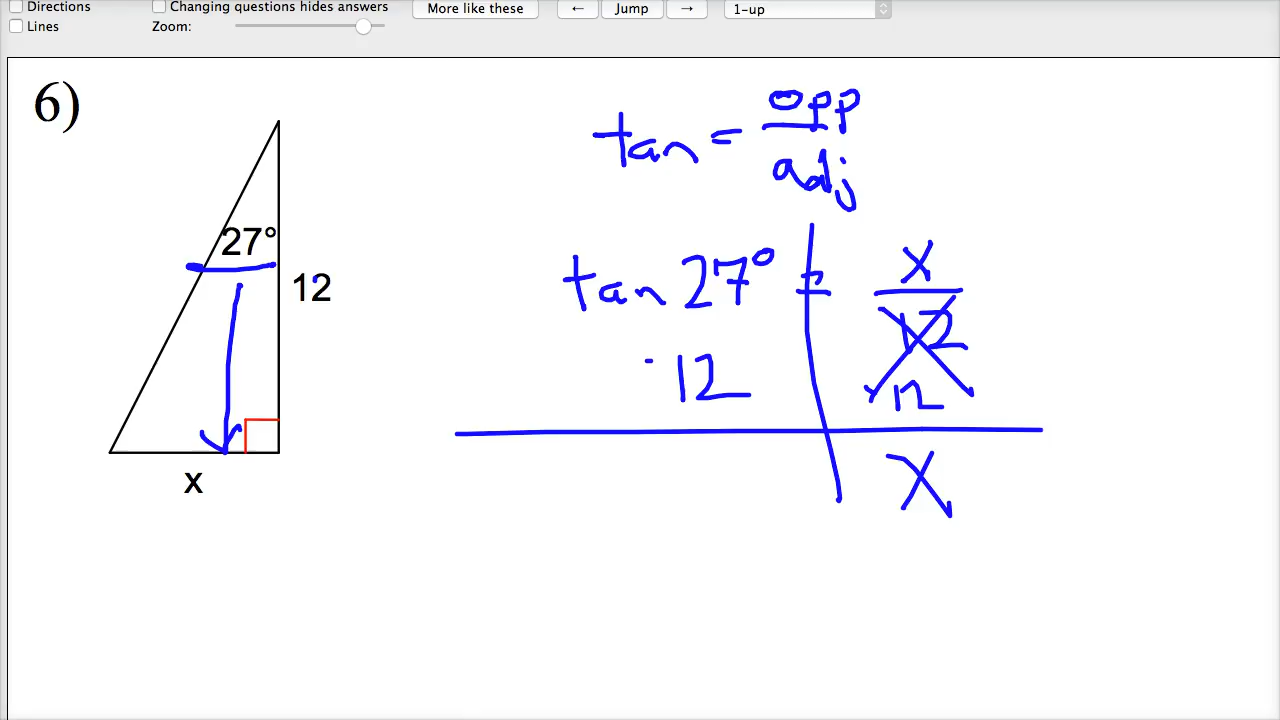 Directions
Changing questions hides answers
More like these
←
Jump
→
1-up
Lines
Zoom:
6)
27°
12
x
tan = opp/adj
tan 27° = x/12
·12 ·12
x